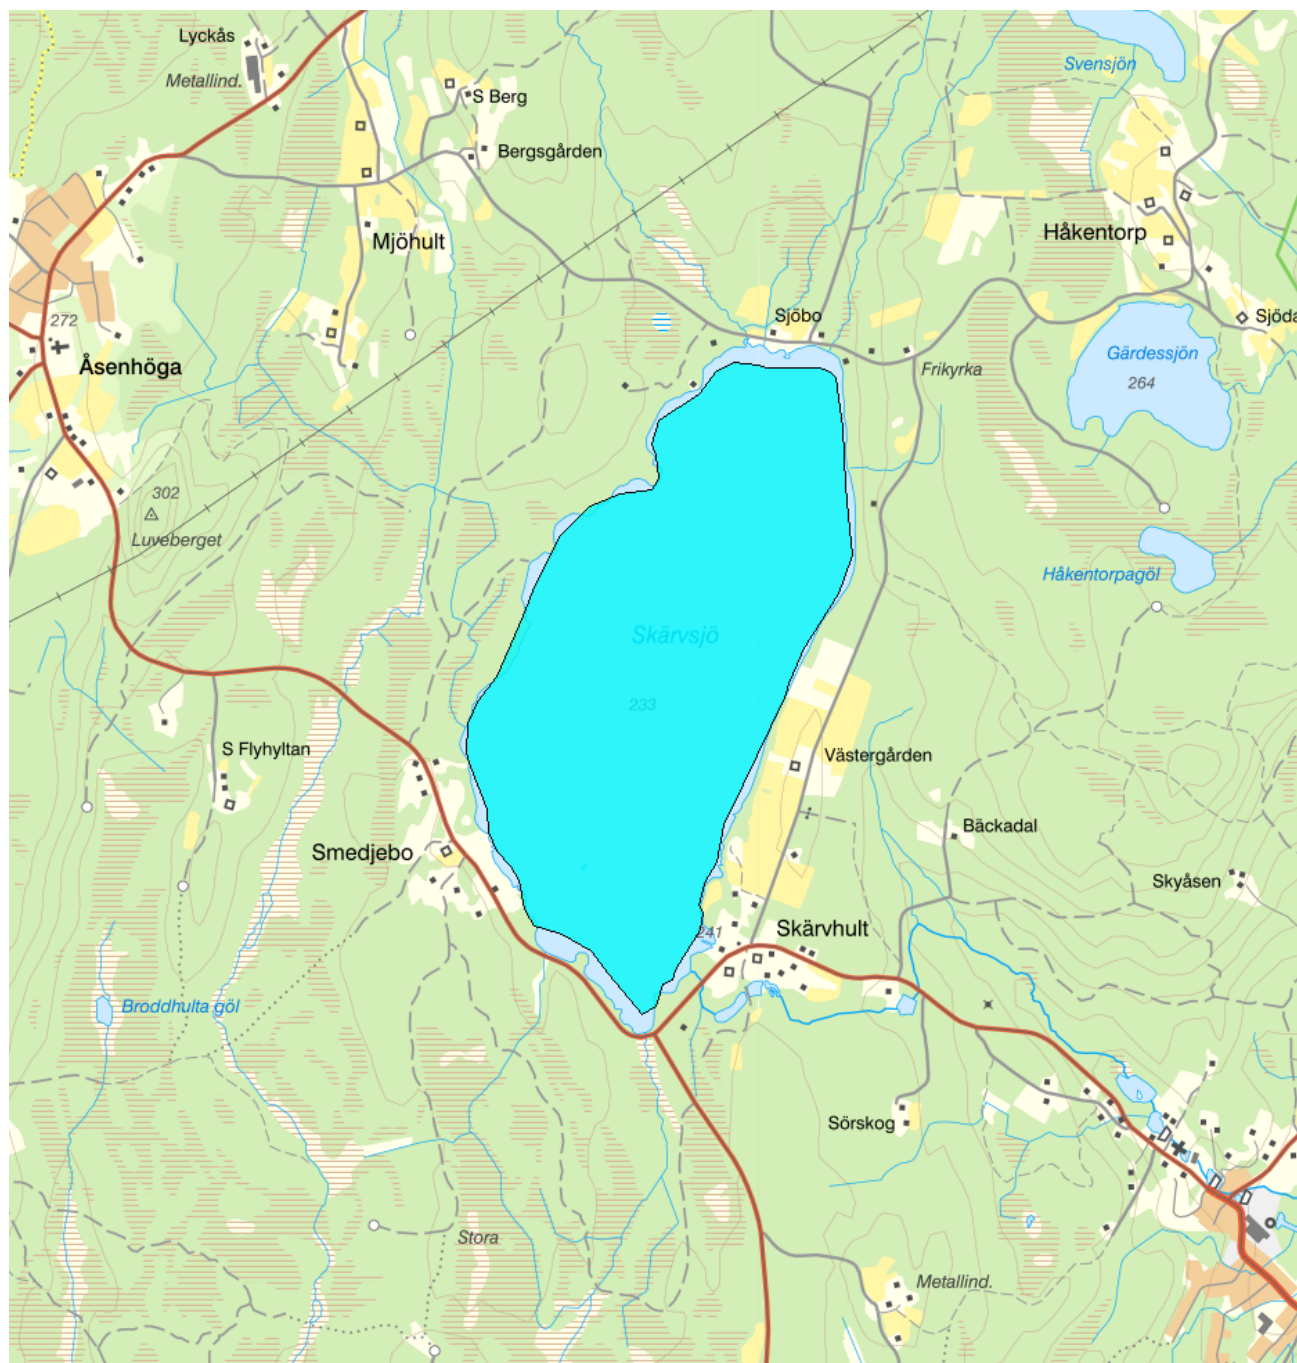 Lyckås
Svensjön
Metallind.
S Berg
Bergsgården
Håkentorp
Mjöhult
Sjöbo
Sjöda
272
Gärdessjön
Åsenhöga
Frikyrka
264
302
Luveberget
Håkentorpagöl
Skärvsjö
233
S Flyhyltan
Västergården
Bäckadal
Smedjebo
Skyåsen
Skärvhult
241
Broddhulta göl
Sörskog
Stora
Metallind.